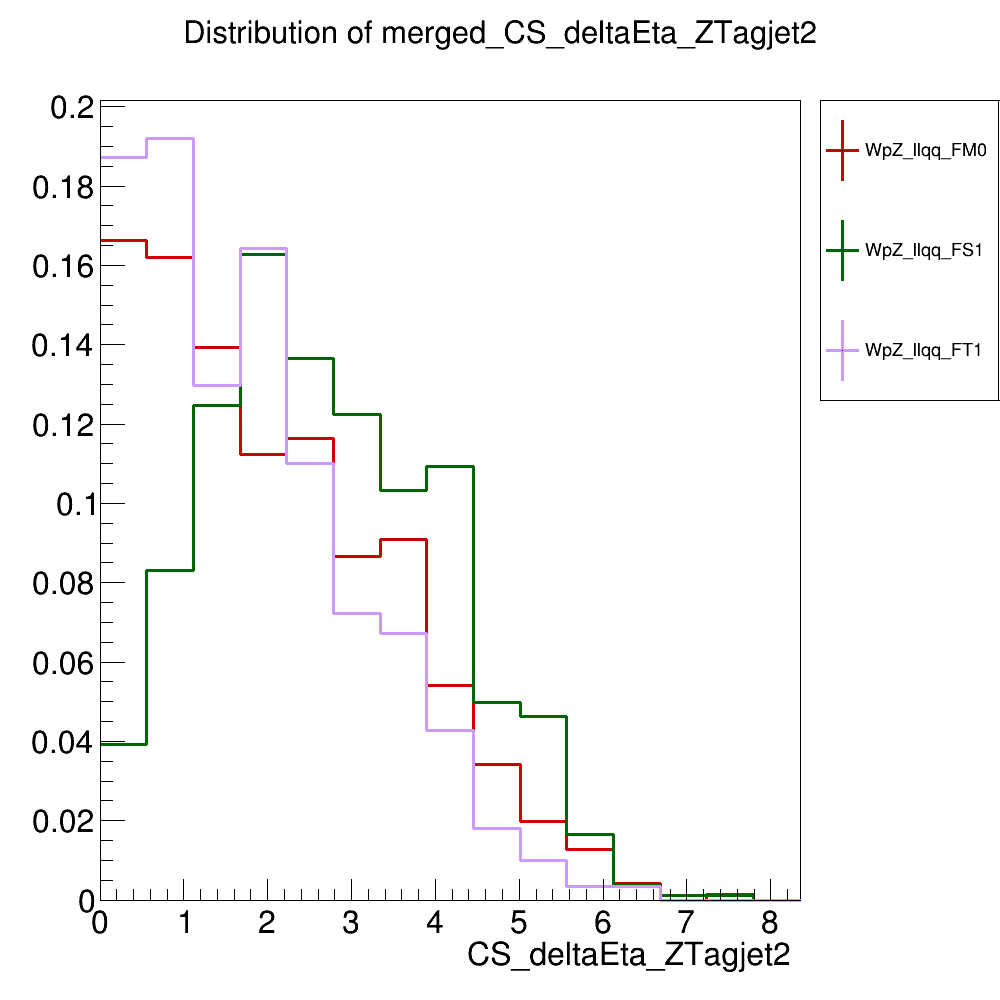 Distribution of merged_CS_deltaEta_ZTagjet2
0.2
0.18
0.16
0.14
0.12
0.1
0.08
0.06
0.04
0.02
0
0 1 2 3 4 5 6 7 8
CS_deltaEta_ZTagjet2
WpZ_llqq_FM0
WpZ_llqq_FS1
WpZ_llqq_FT1